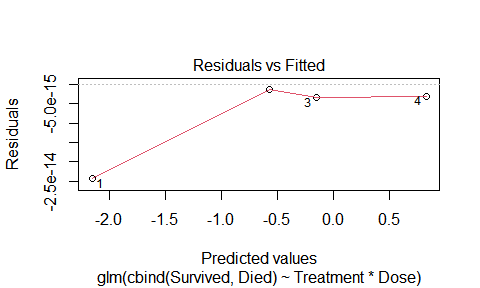 Residuals vs Fitted
Residuals
-5.0e-15
-2.5e-14
1
3
4
-2.0
-1.5
-1.0
-0.5
0.0
0.5
Predicted values
glm(cbind(Survived, Died) ~ Treatment * Dose)